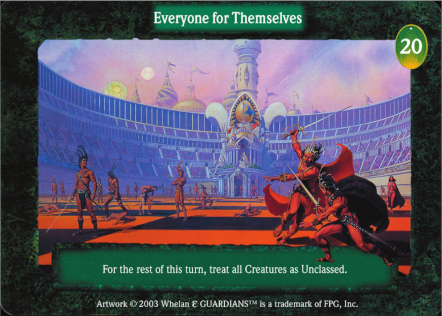 Everyone for Themselves
20
For the rest of this turn, treat all Creatures as Unclassed.
Artwork © 2003 Whelan & GUARDIANS™ is a trademark of FPG, Inc.